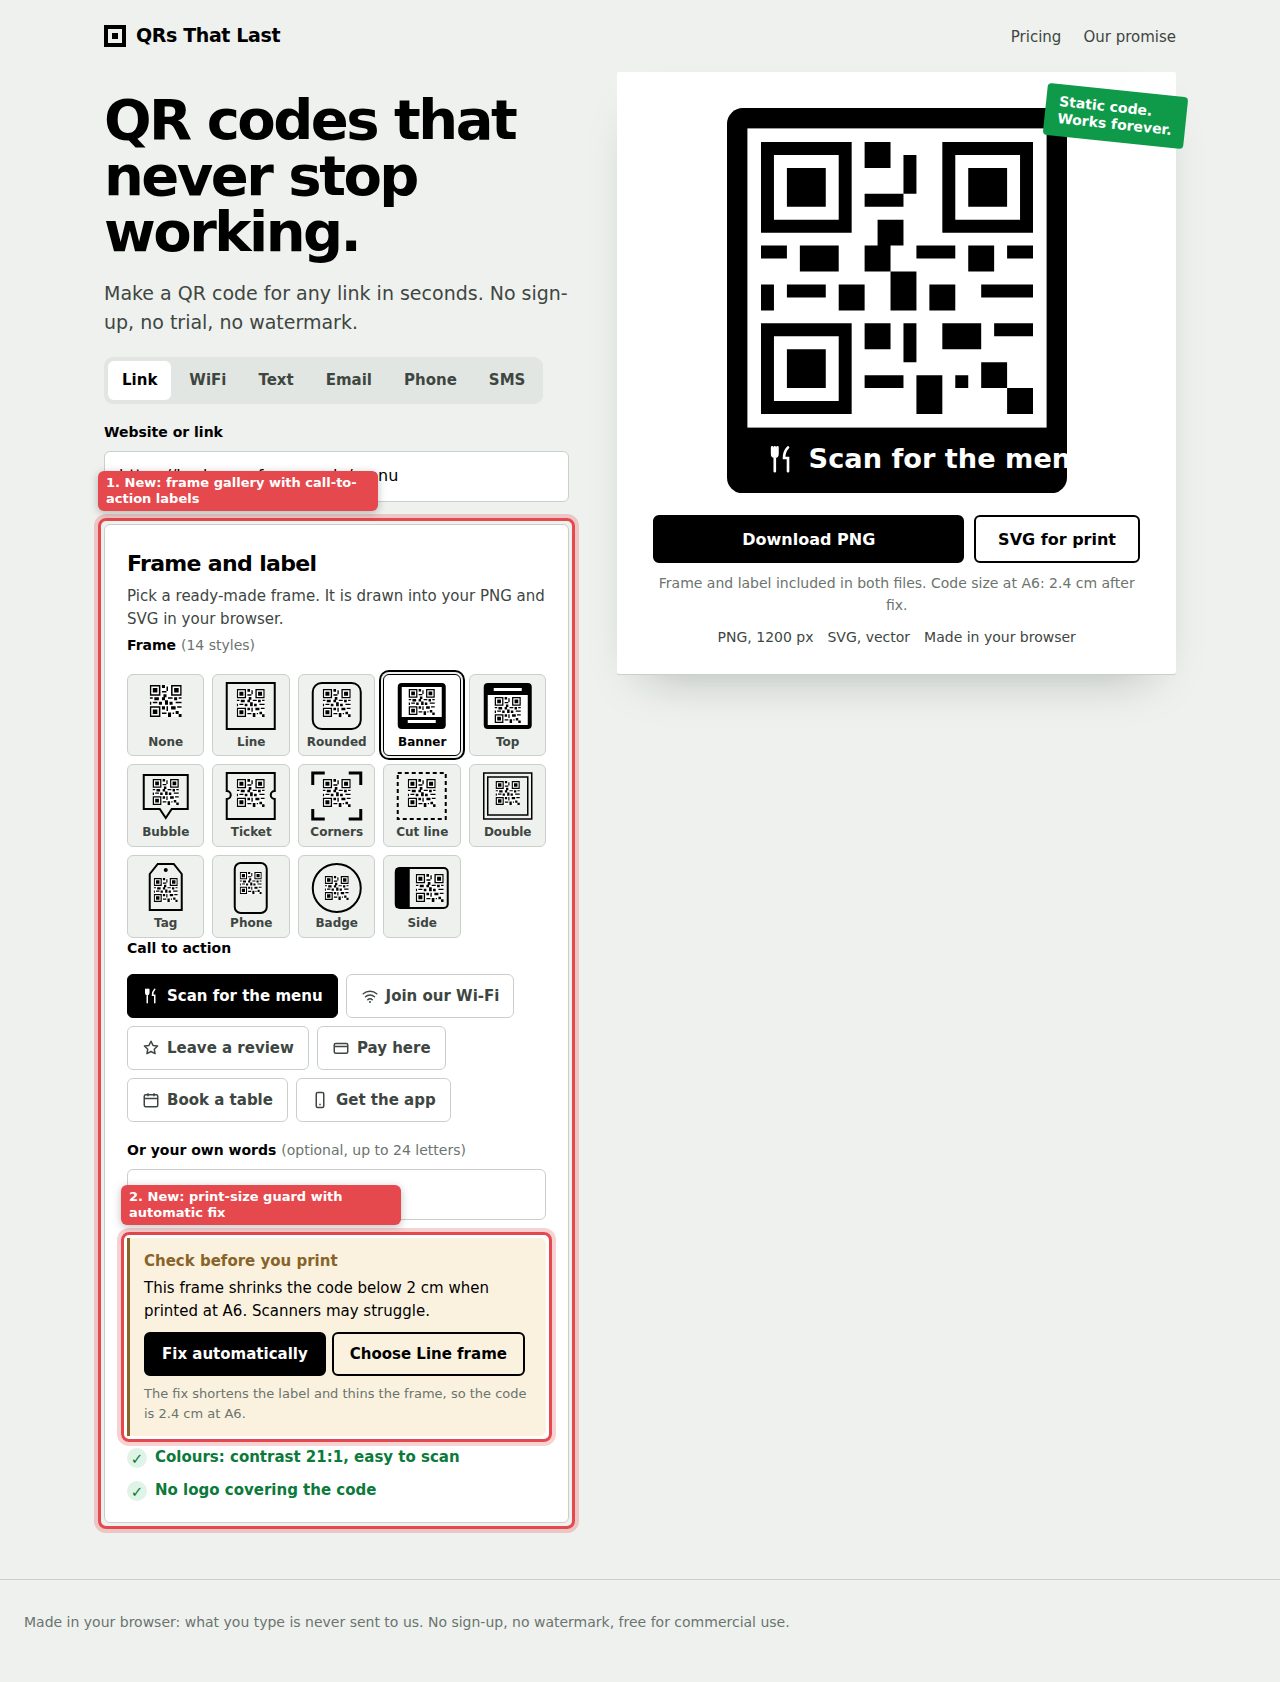 QRs That Last
Pricing
Our promise
QR codes that
never stop
working.
Make a QR code for any link in seconds. No sign-
up, no trial, no watermark.
Link
WiFi
Text
Email
Phone
SMS
Website or link
nu
1. New: frame gallery with call-to-
action labels
Frame and label
Pick a ready-made frame. It is drawn into your PNG and
SVG in your browser.
Frame (14 styles)
None
Line
Rounded
Banner
Top
Bubble
Ticket
Corners
Cut line
Double
Tag
Phone
Badge
Side
Call to action
Scan for the menu
Join our Wi-Fi
Leave a review
Pay here
Book a table
Get the app
Or your own words (optional, up to 24 letters)
2. New: print-size guard with
automatic fix
Check before you print
This frame shrinks the code below 2 cm when
printed at A6. Scanners may struggle.
Fix automatically
Choose Line frame
The fix shortens the label and thins the frame, so the code
is 2.4 cm at A6.
✓ Colours: contrast 21:1, easy to scan
✓ No logo covering the code
Static code.
Works forever.
Scan for the men
Download PNG
SVG for print
Frame and label included in both files. Code size at A6: 2.4 cm after
fix.
PNG, 1200 px
SVG, vector
Made in your browser
Made in your browser: what you type is never sent to us. No sign-up, no watermark, free for commercial use.